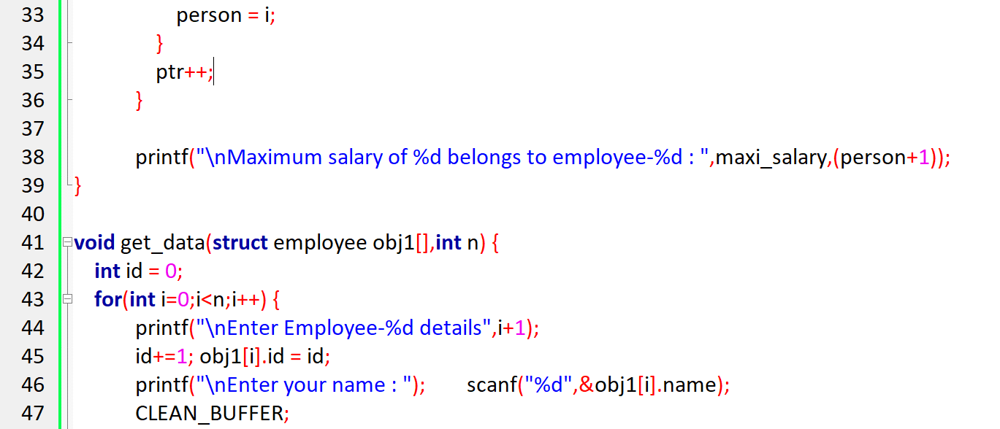 33 person = i;
34 }
35 ptr++;
36 }
37
38 printf("\nMaximum salary of %d belongs to employee-%d : ",maxi_salary,(person+1));
39 }
40
41 void get_data(struct employee obj1[],int n) {
42 int id = 0;
43 for(int i=0;i<n;i++) {
44 printf("\nEnter Employee-%d details",i+1);
45 id+=1; obj1[i].id = id;
46 printf("\nEnter your name : "); scanf("%d",&obj1[i].name);
47 CLEAN_BUFFER;